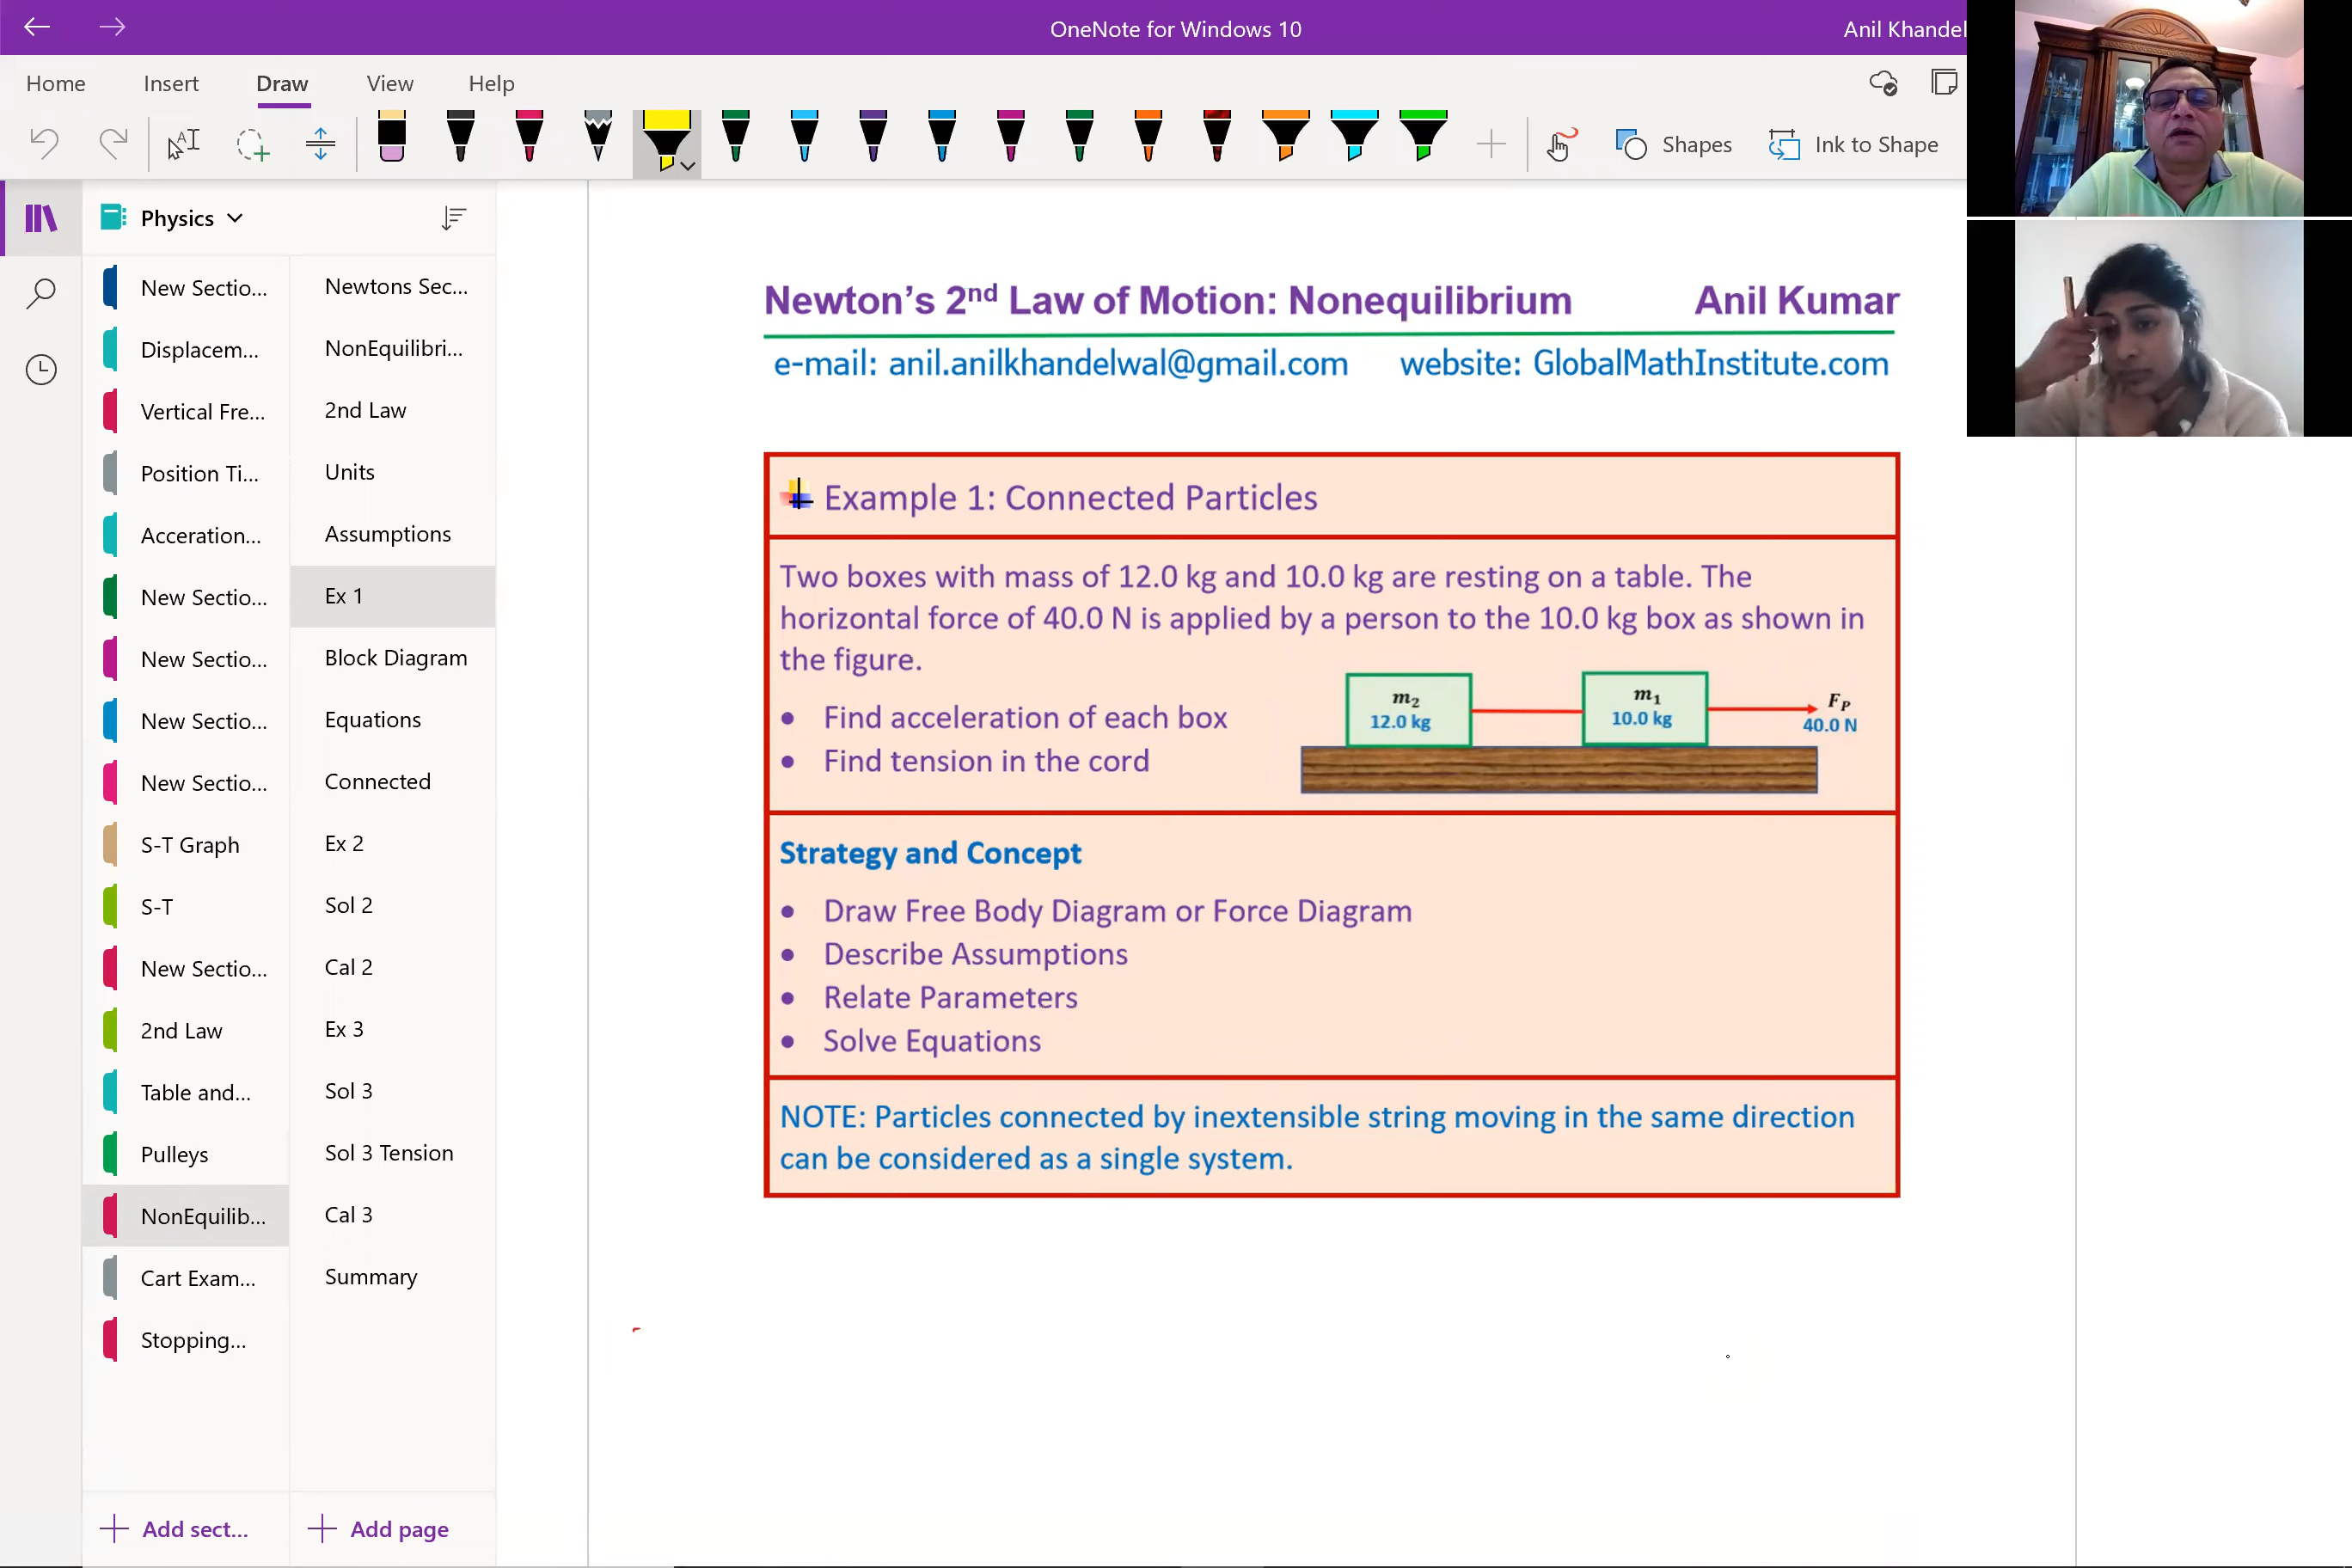 OneNote for Windows 10
Anil Khandel
Home Insert Draw View Help
Shapes
Ink to Shape
Physics
New Sectio...
Displacem...
Vertical Fre...
Position Ti...
Acceration...
New Sectio...
New Sectio...
New Sectio...
New Sectio...
S-T Graph
S-T
New Sectio...
2nd Law
Table and...
Pulleys
NonEquilib...
Cart Exam...
Stopping...
Add sect...
Newtons Sec...
NonEquilibri...
2nd Law
Units
Assumptions
Ex 1
Block Diagram
Equations
Connected
Ex 2
Sol 2
Cal 2
Ex 3
Sol 3
Sol 3 Tension
Cal 3
Summary
Add page
Newton's 2nd Law of Motion: Nonequilibrium Anil Kumar
e-mail: anil.anilkhandelwal@gmail.com website: GlobalMathInstitute.com
Example 1: Connected Particles
Two boxes with mass of 12.0 kg and 10.0 kg are resting on a table. The
horizontal force of 40.0 N is applied by a person to the 10.0 kg box as shown in
the figure.
• Find acceleration of each box
• Find tension in the cord
m₂
12.0 kg
m₁
10.0 kg
F_P
40.0 N
Strategy and Concept
• Draw Free Body Diagram or Force Diagram
• Describe Assumptions
• Relate Parameters
• Solve Equations
NOTE: Particles connected by inextensible string moving in the same direction
can be considered as a single system.